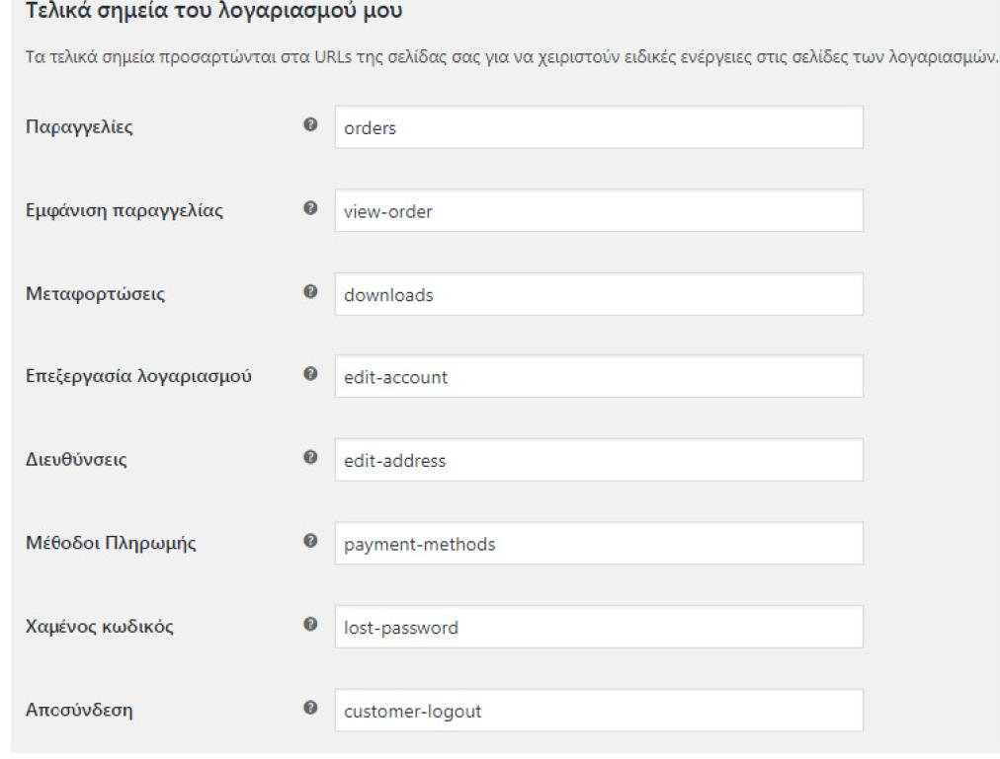 Τελικά σημεία του λογαριασμού μου
Τα τελικά σημεία προσαρτώνται στα URLs της σελίδας σας για να χειριστούν ειδικές ενέργειες στις σελίδες των λογαριασμών.
Παραγγελίες orders
Εμφάνιση παραγγελίας view-order
Μεταφορτώσεις downloads
Επεξεργασία λογαριασμού edit-account
Διευθύνσεις edit-address
Μέθοδοι Πληρωμής payment-methods
Χαμένος κωδικός lost-password
Αποσύνδεση customer-logout